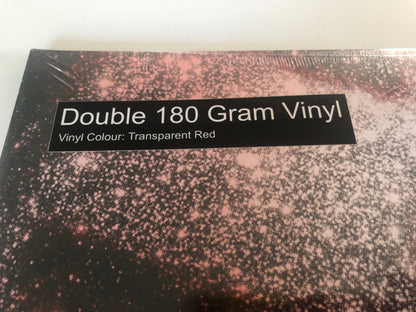 Double 180 Gram Vinyl
Vinyl Colour: Transparent Red